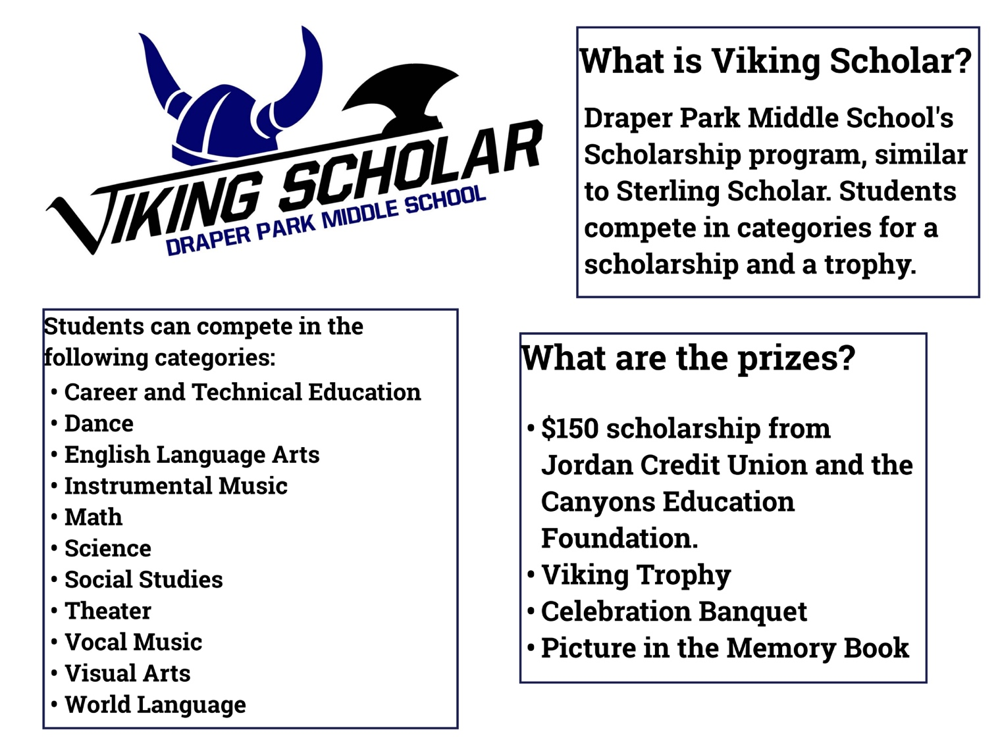 VIKING SCHOLAR
DRAPER PARK MIDDLE SCHOOL
What is Viking Scholar?
Draper Park Middle School's
Scholarship program, similar
to Sterling Scholar. Students
compete in categories for a
scholarship and a trophy.
Students can compete in the
following categories:
• Career and Technical Education
• Dance
• English Language Arts
• Instrumental Music
• Math
• Science
• Social Studies
• Theater
• Vocal Music
• Visual Arts
• World Language
What are the prizes?
• $150 scholarship from
Jordan Credit Union and the
Canyons Education
Foundation.
• Viking Trophy
• Celebration Banquet
• Picture in the Memory Book